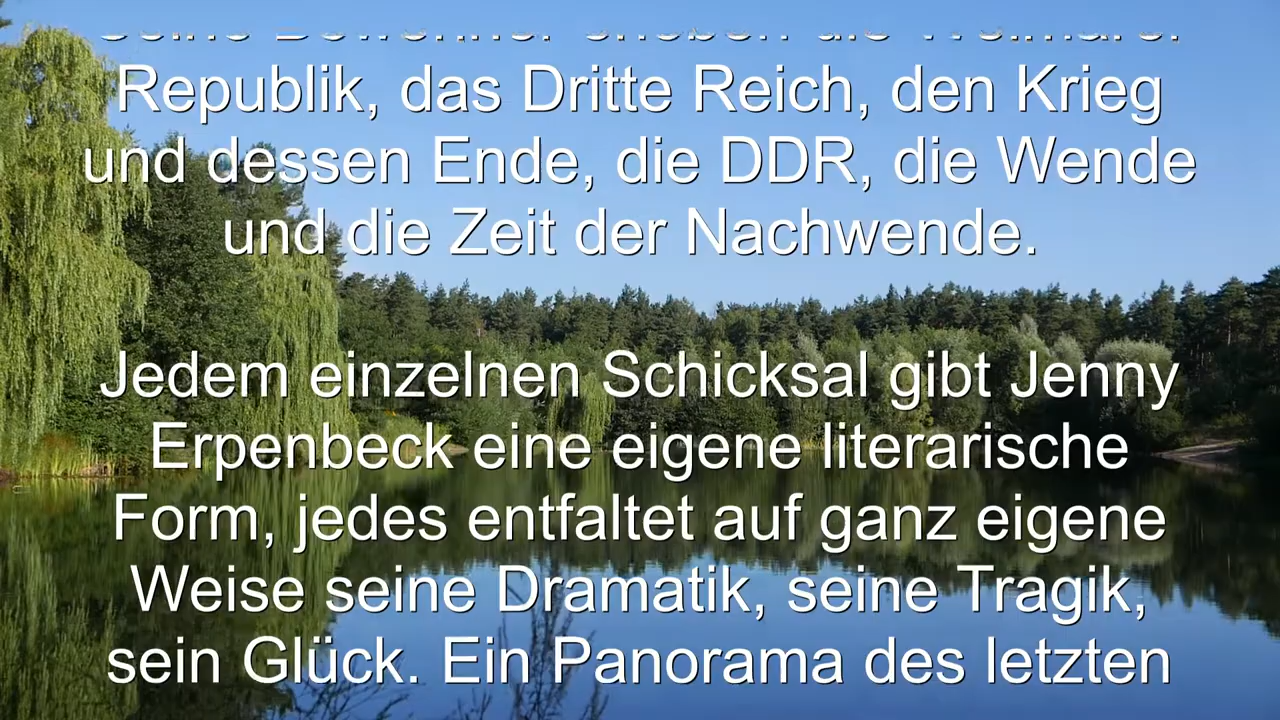 Republik, das Dritte Reich, den Krieg
und dessen Ende, die DDR, die Wende
und die Zeit der Nachwende.
Jedem einzelnen Schicksal gibt Jenny
Erpenbeck eine eigene literarische
Form, jedes entfaltet auf ganz eigene
Weise seine Dramatik, seine Tragik,
sein Glück. Ein Panorama des letzten